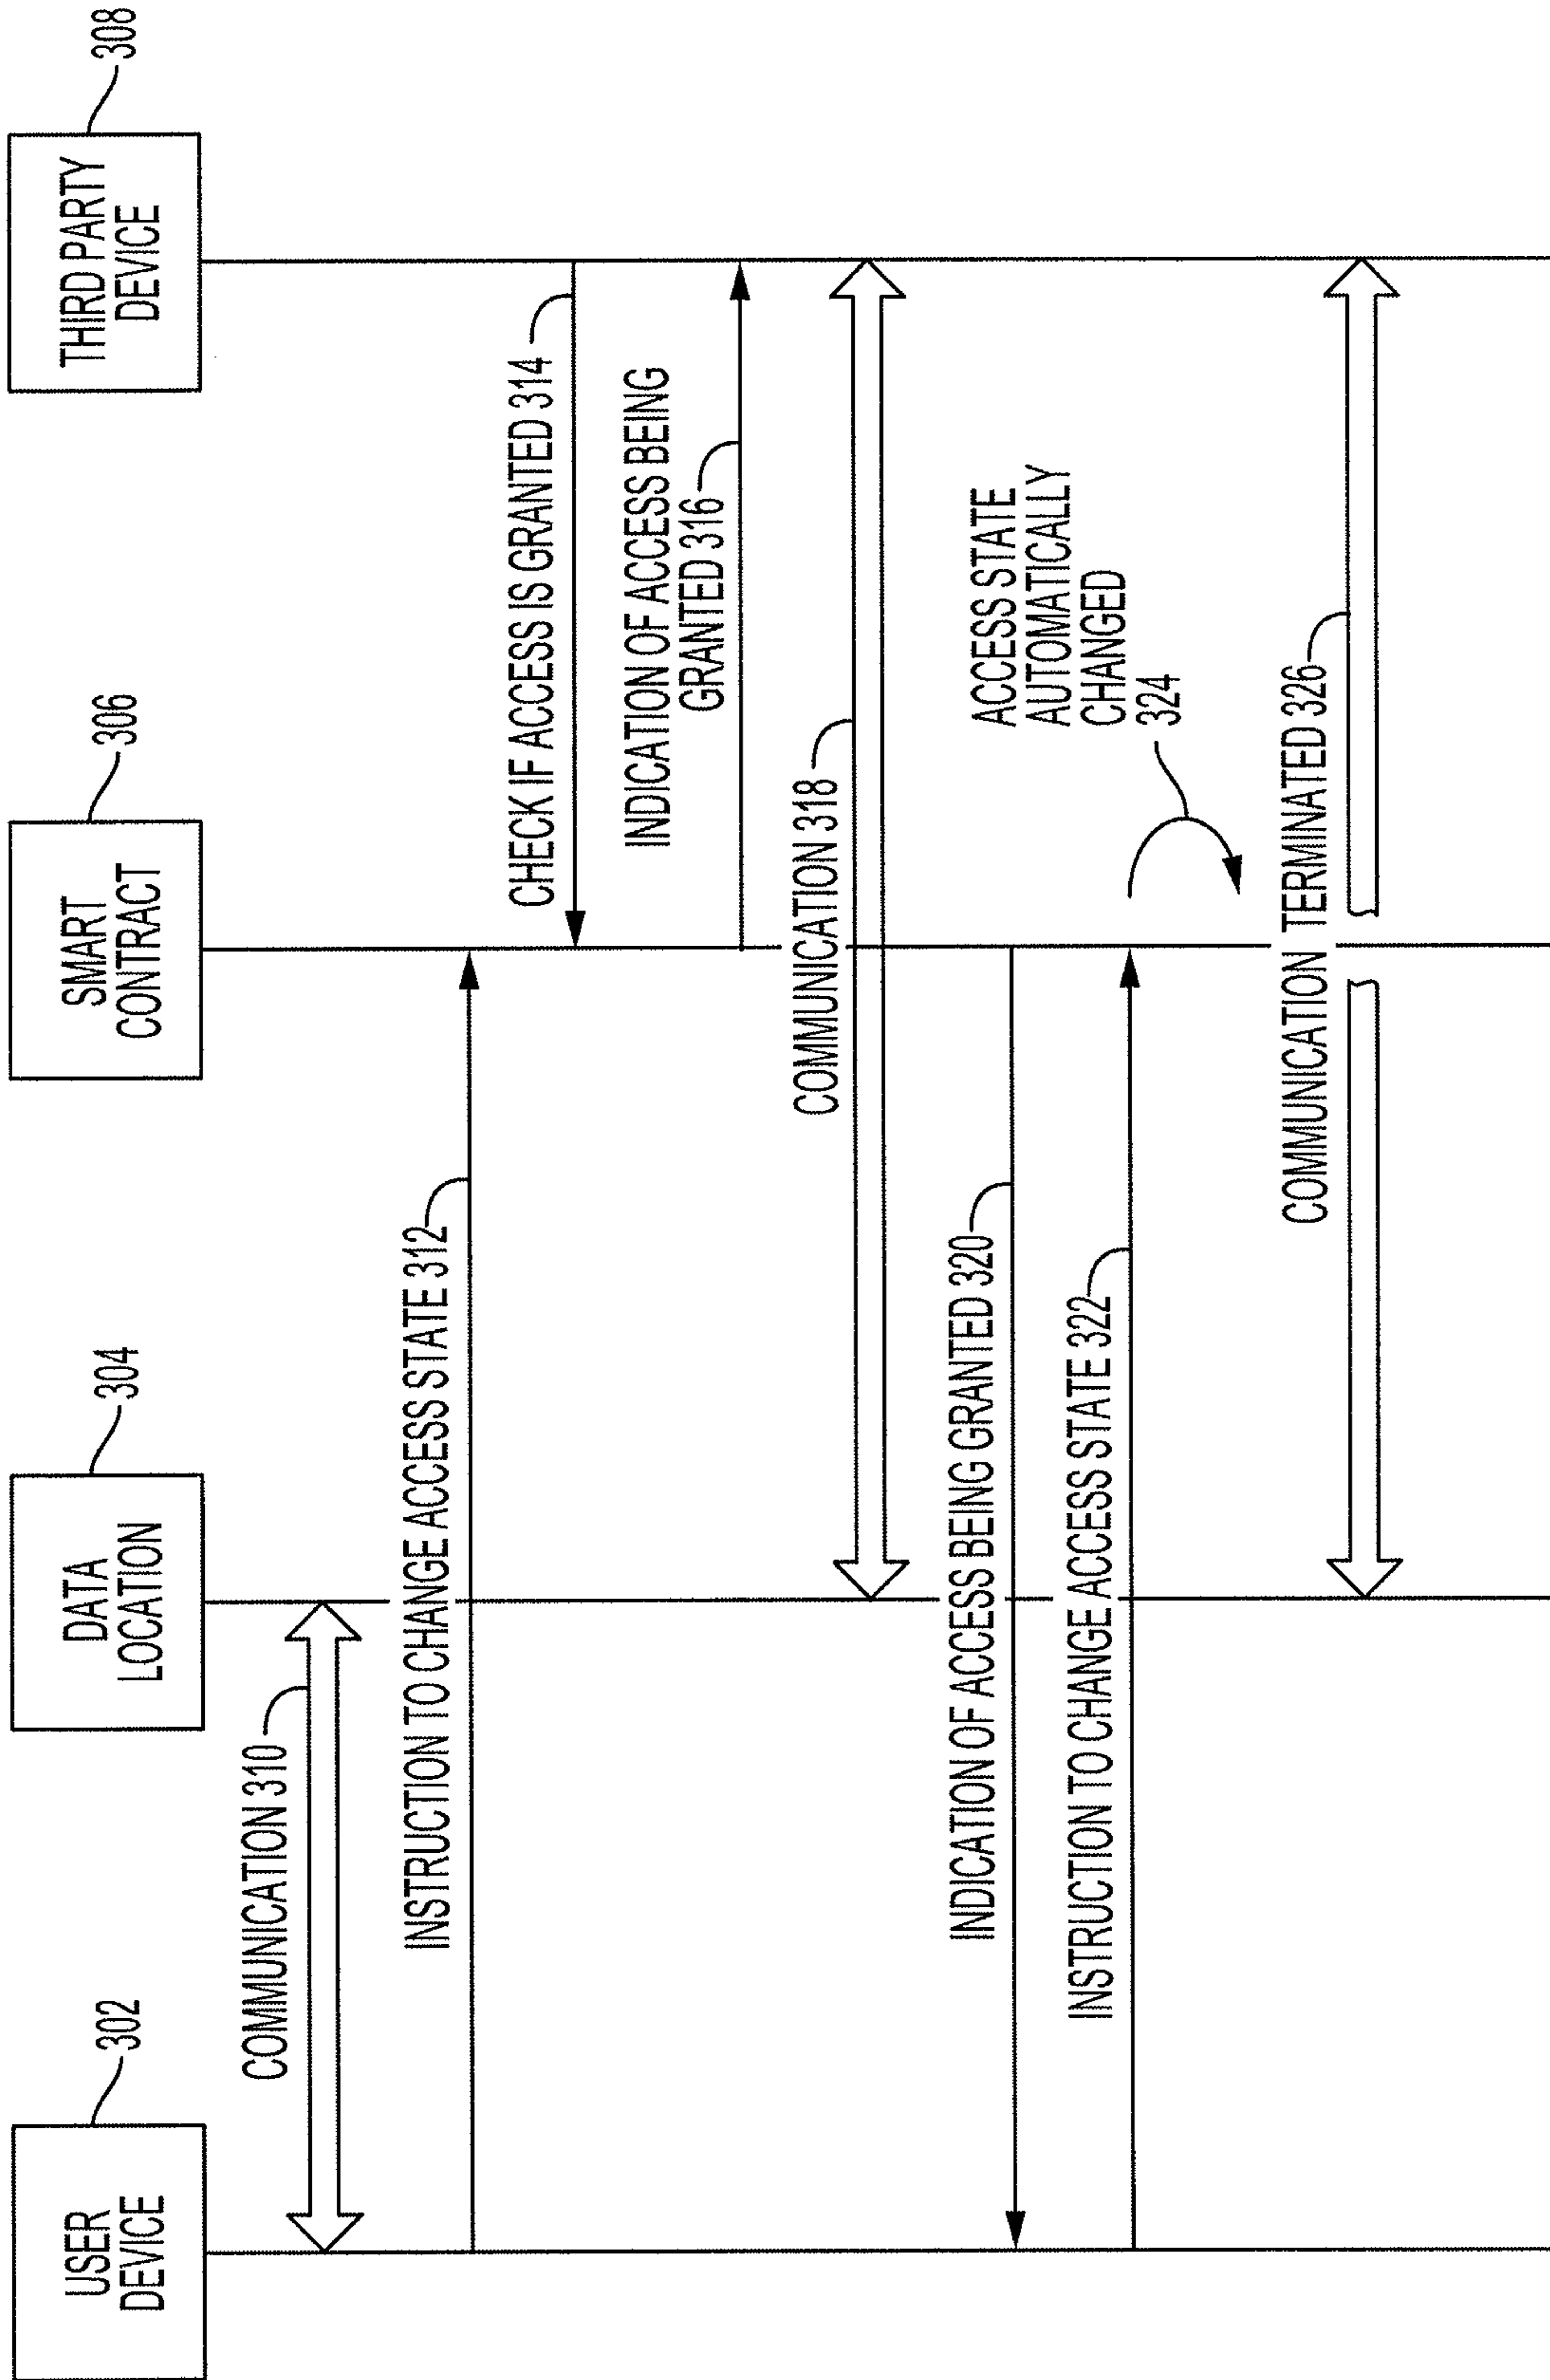 USER
DEVICE
302
DATA
LOCATION
304
SMART
CONTRACT
306
THIRD PARTY
DEVICE
308
COMMUNICATION 310
INSTRUCTION TO CHANGE ACCESS STATE 312
CHECK IF ACCESS IS GRANTED 314
INDICATION OF ACCESS BEING
GRANTED 316
COMMUNICATION 318
INDICATION OF ACCESS BEING GRANTED 320
INSTRUCTION TO CHANGE ACCESS STATE 322
ACCESS STATE
AUTOMATICALLY
CHANGED
324
COMMUNICATION TERMINATED 326